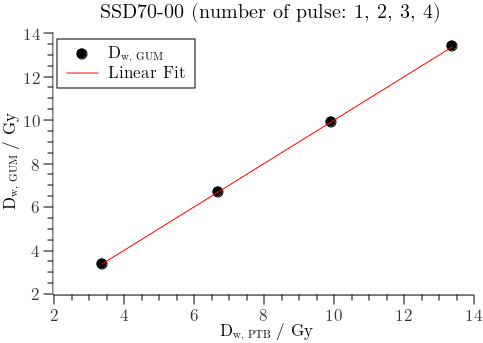 SSD70-00 (number of pulse: 1, 2, 3, 4)
D_w, GUM
Linear Fit
D_w, GUM / Gy
14
12
10
8
6
4
2
2 4 6 8 10 12 14
D_w, PTB / Gy